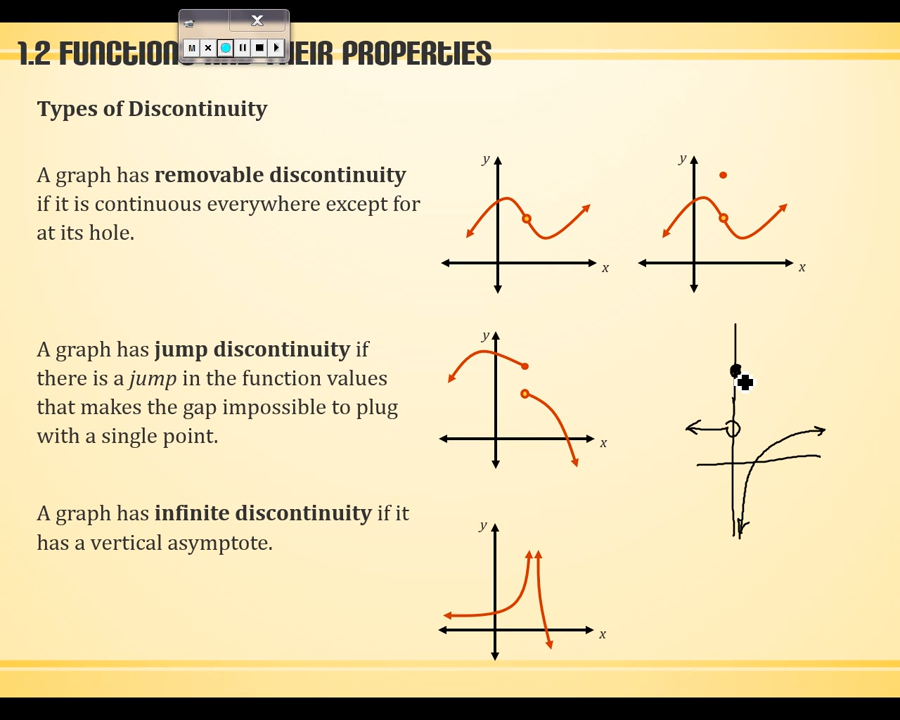 1.2 FUNCTION THEIR PROPERTIES
M
Types of Discontinuity
A graph has removable discontinuity
if it is continuous everywhere except for
at its hole.
y
x
y
x
A graph has jump discontinuity if
there is a jump in the function values
that makes the gap impossible to plug
with a single point.
y
x
A graph has infinite discontinuity if it
has a vertical asymptote.
y
x